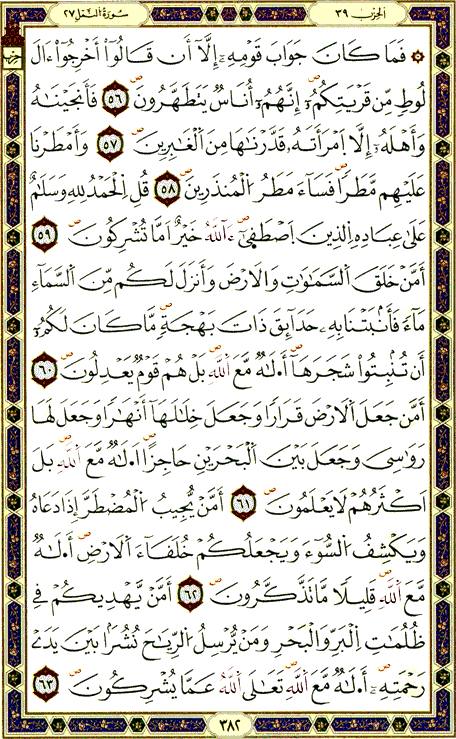 الحزب ٣٩
سورة النمل ٢٧
حزب
۞ فَمَا كَانَ جَوَابَ قَوْمِهِۦٓ إِلَّآ أَن قَالُوٓا۟ أَخْرِجُوٓا۟ ءَالَ
لُوطٍ مِّن قَرْيَتِكُمُۥٓ إِنَّهُمُۥٓ أُنَاسٌ يَتَطَهَّرُونَ ٥٦ فَأَنجَيْنَٰهُ
وَأَهْلَهُۥٓ إِلَّا ٱمْرَأَتَهُۥ قَدَّرْنَٰهَا مِنَ ٱلْغَٰبِرِينَ ٥٧ وَأَمْطَرْنَا
عَلَيْهِم مَّطَرًا فَسَآءَ مَطَرُ ٱلْمُنذَرِينَ ٥٨ قُلِ ٱلْحَمْدُ لِلَّهِ وَسَلَٰمٌ
عَلَىٰ عِبَادِهِ ٱلَّذِينَ ٱصْطَفَىٰٓ ءَآللَّهُ خَيْرٌ أَمَّا تُشْرِكُونَ ٥٩
أَمَّنْ خَلَقَ ٱلسَّمَٰوَٰتِ وَٱلْأَرْضَ وَأَنزَلَ لَكُم مِّنَ ٱلسَّمَآءِ
مَآءً فَأَنۢبَتْنَا بِهِۦ حَدَآئِقَ ذَاتَ بَهْجَةٍ مَّا كَانَ لَكُمُۥٓ
أَن تُنۢبِتُوا۟ شَجَرَهَآ أَ۟لَٰهٌ مَّعَ ٱللَّهِ بَلْ هُمْ قَوْمٌ يَعْدِلُونَ ٦٠
أَمَّن جَعَلَ ٱلْأَرْضَ قَرَارًا وَجَعَلَ خِلَٰلَهَآ أَنْهَٰرًا وَجَعَلَ لَهَا
رَوَٰسِىَ وَجَعَلَ بَيْنَ ٱلْبَحْرَيْنِ حَاجِزًا أَ۟لَٰهٌ مَّعَ ٱللَّهِ بَلْ
أَكْثَرُهُمْ لَا يَعْلَمُونَ ٦١ أَمَّن يُجِيبُ ٱلْمُضْطَرَّ إِذَا دَعَاهُ
وَيَكْشِفُ ٱلسُّوٓءَ وَيَجْعَلُكُمْ خُلَفَآءَ ٱلْأَرْضِ أَ۟لَٰهٌ
مَّعَ ٱللَّهِ قَلِيلًا مَّا تَذَّكَّرُونَ ٦٢ أَمَّن يَهْدِيكُمْ فِى
ظُلُمَٰتِ ٱلْبَرِّ وَٱلْبَحْرِ وَمَن يُرْسِلُ ٱلرِّيَٰحَ نُشُرًۢا بَيْنَ يَدَىْ
رَحْمَتِهِۦٓ أَ۟لَٰهٌ مَّعَ ٱللَّهِ تَعَٰلَى ٱللَّهُ عَمَّا يُشْرِكُونَ ٦٣
٣٨٢